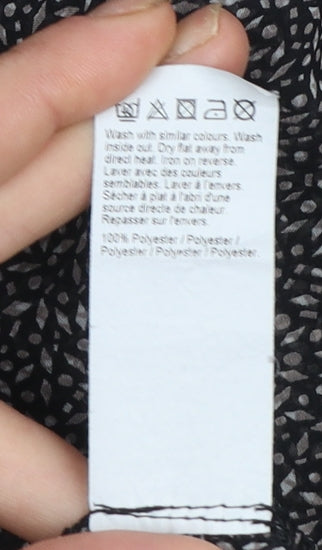 Wash with similar colours. Wash
inside out. Dry flat away from
direct heat. Iron on reverse.
Laver avec des couleurs
semblables. Laver à l'envers.
Sécher à plat à l'abri d'une
source directe de chaleur.
Repasser sur l'envers.
100% Polyester / Polyester /
Polyester / Polyester / Polyester.